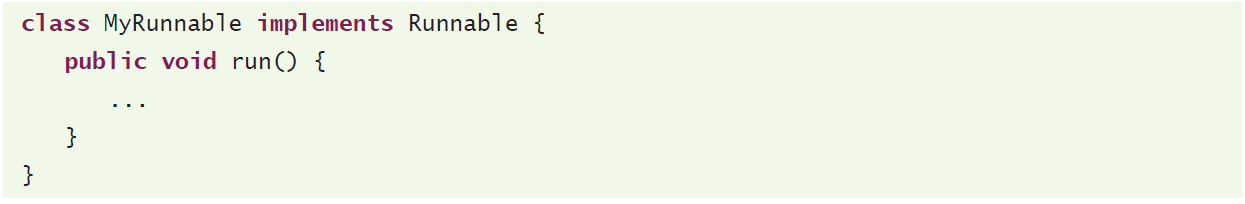 class MyRunnable implements Runnable {
public void run() {
...
}
}